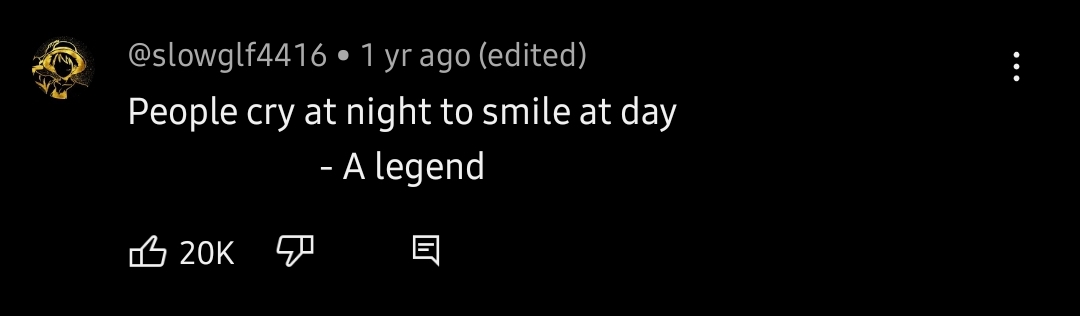 @slowglf4416 • 1 yr ago (edited)
People cry at night to smile at day
- A legend
20K